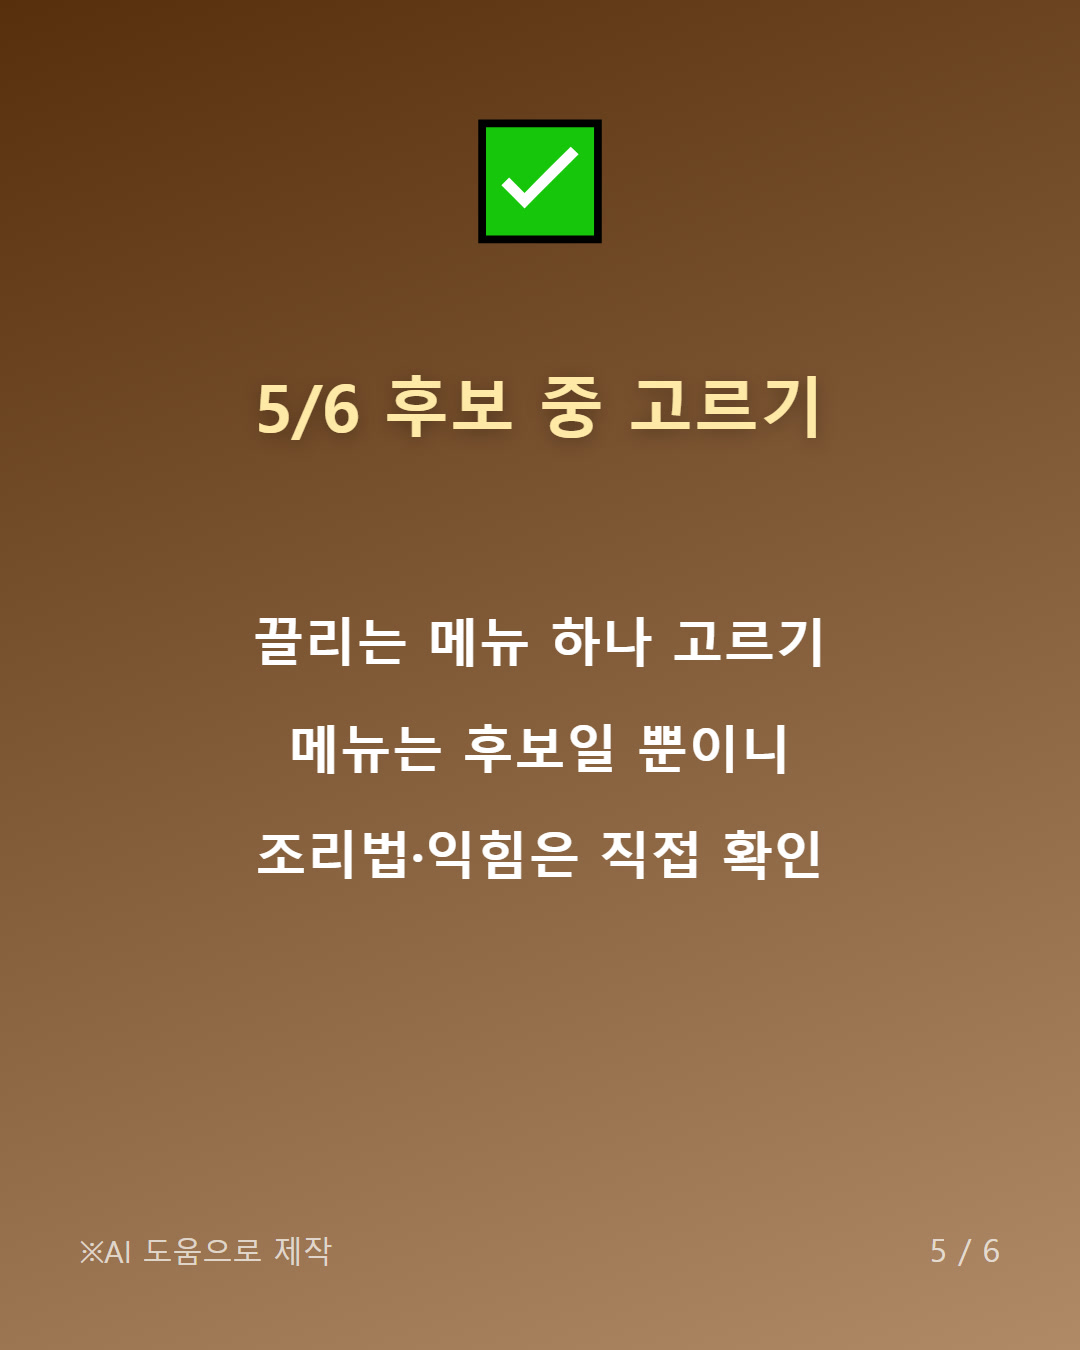 5/6 후보 중 고르기
끌리는 메뉴 하나 고르기
메뉴는 후보일 뿐이니
조리법·익힘은 직접 확인
※AI 도움으로 제작
5 / 6